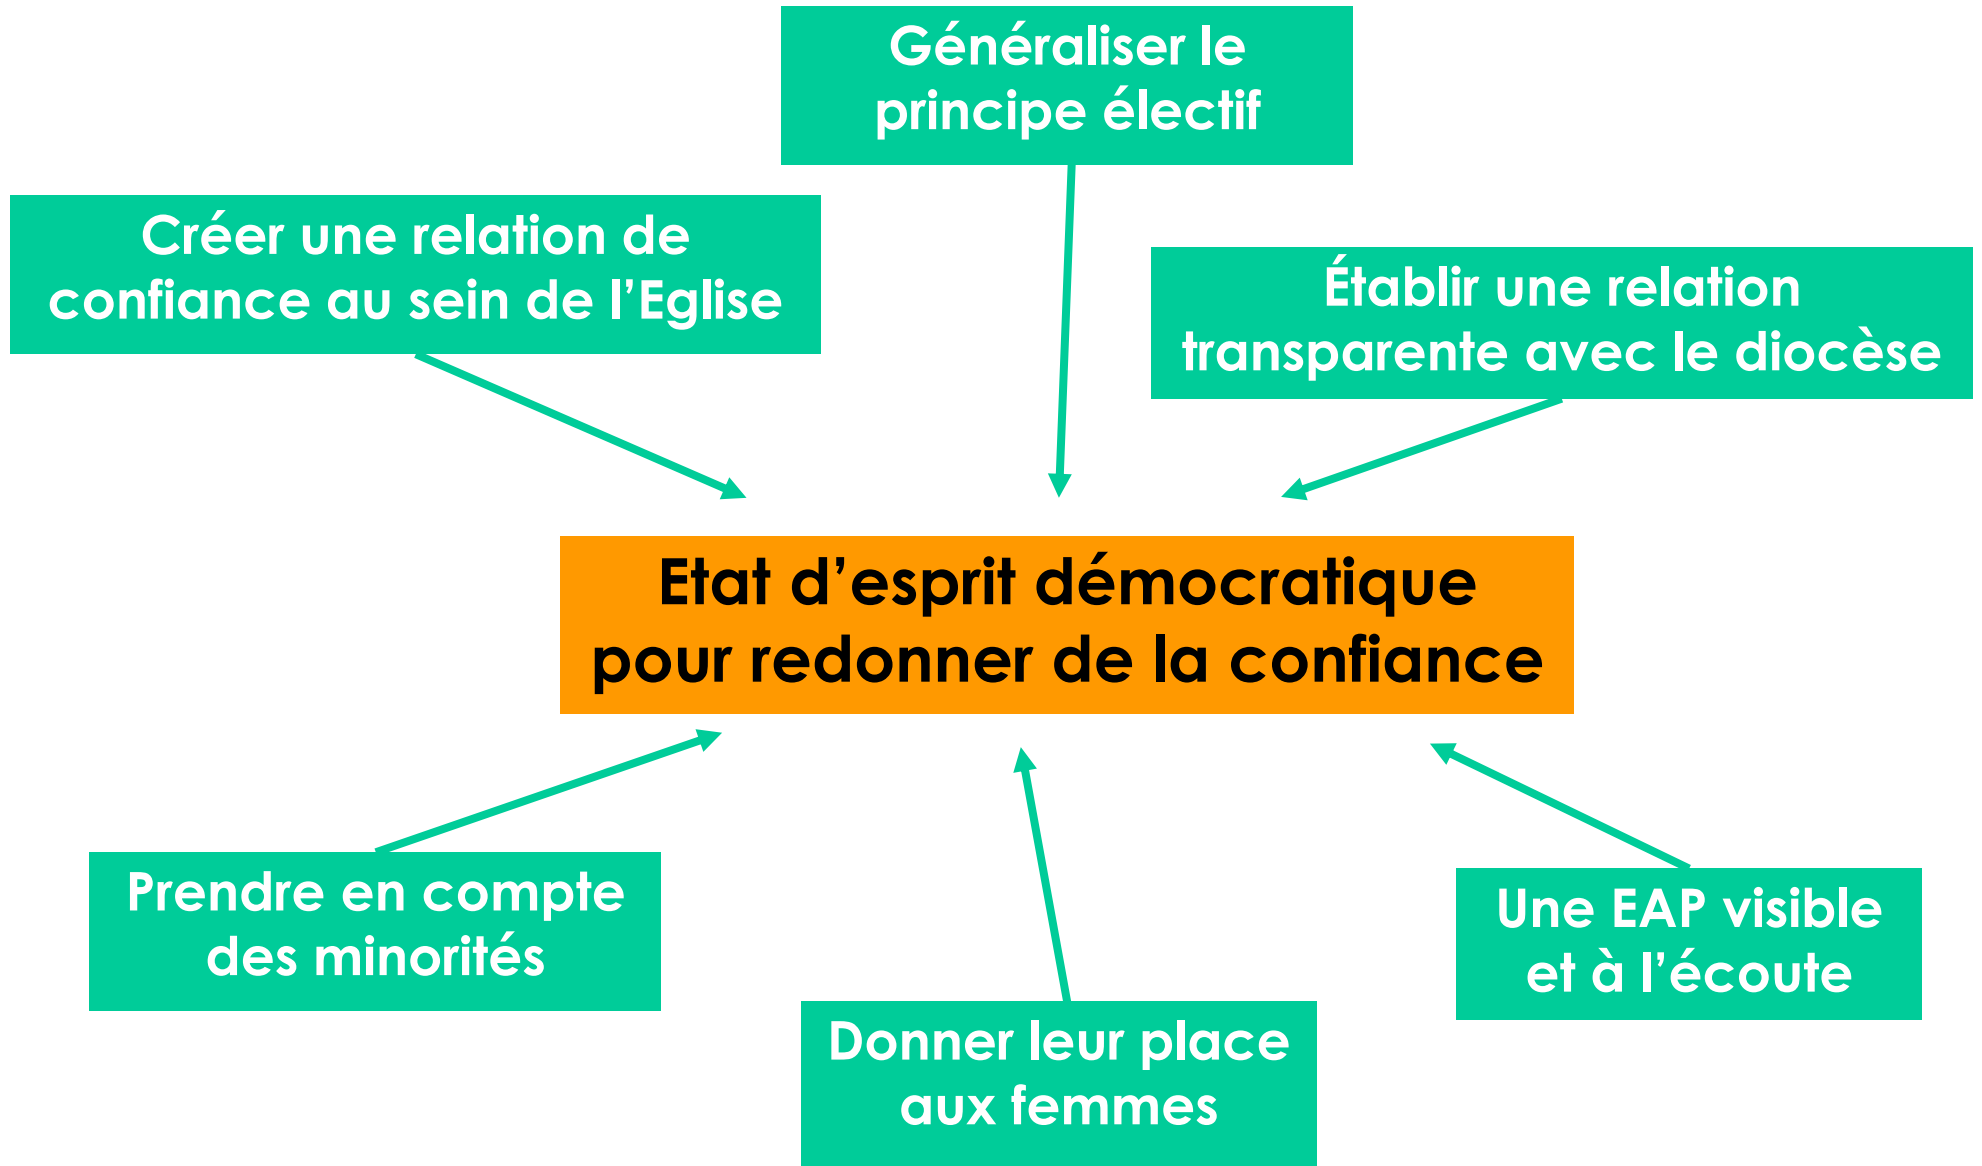 Généraliser le
principe électif
Créer une relation de
confiance au sein de l’Eglise
Établir une relation
transparente avec le diocèse
Etat d’esprit démocratique
pour redonner de la confiance
Prendre en compte
des minorités
Une EAP visible
et à l’écoute
Donner leur place
aux femmes